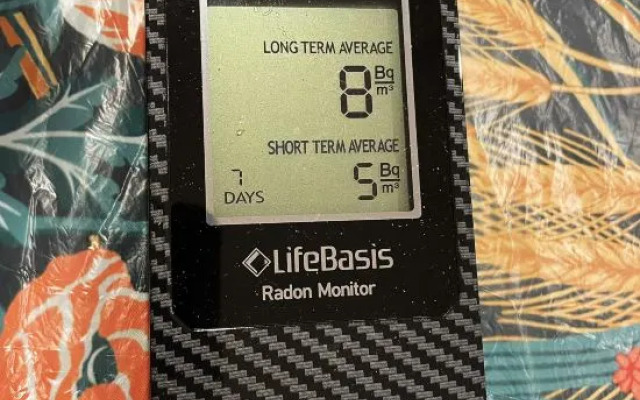 LONG TERM AVERAGE
8 Bq/m³
SHORT TERM AVERAGE
7 DAYS 5 Bq/m³
LifeBasis
Radon Monitor